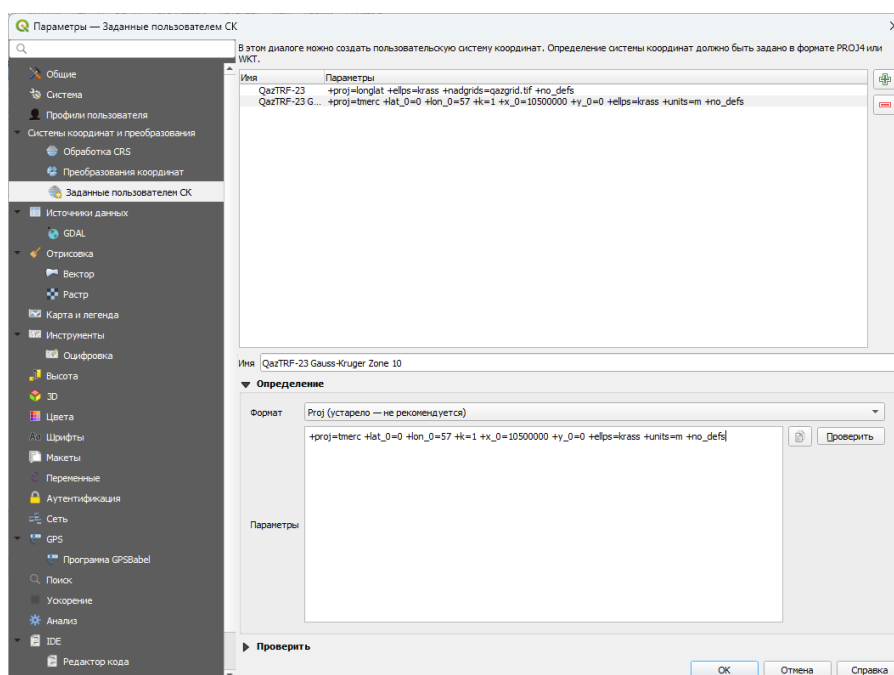 Параметры — Заданные пользователем СК
В этом диалоге можно создать пользовательскую систему координат. Определение системы координат должно быть задано в формате PROJ4 или
WKT.
Общие
Система
Профили пользователя
Системы координат и преобразования
Обработка CRS
Преобразования координат
Заданные пользователем СК
Источники данных
GDAL
Отрисовка
Вектор
Растр
Карта и легенда
Инструменты
Оцифровка
Высота
3D
Цвета
Шрифты
Макеты
Переменные
Аутентификация
Сеть
GPS
Программа GPSBabel
Поиск
Ускорение
Анализ
IDE
Редактор кода
Имя Параметры
QazTRF-23 +proj=longlat +ellps=krass +nadgrids=qazgrid.tif +no_defs
QazTRF-23 G... +proj=tmerc +lat_0=0 +lon_0=57 +k=1 +x_0=10500000 +y_0=0 +ellps=krass +units=m +no_defs
Имя QazTRF-23 Gauss-Kruger Zone 10
Определение
Формат Proj (устарело — не рекомендуется)
Параметры +proj=tmerc +lat_0=0 +lon_0=57 +k=1 +x_0=10500000 +y_0=0 +ellps=krass +units=m +no_defs
Проверить
Проверить
OK Отмена Справка